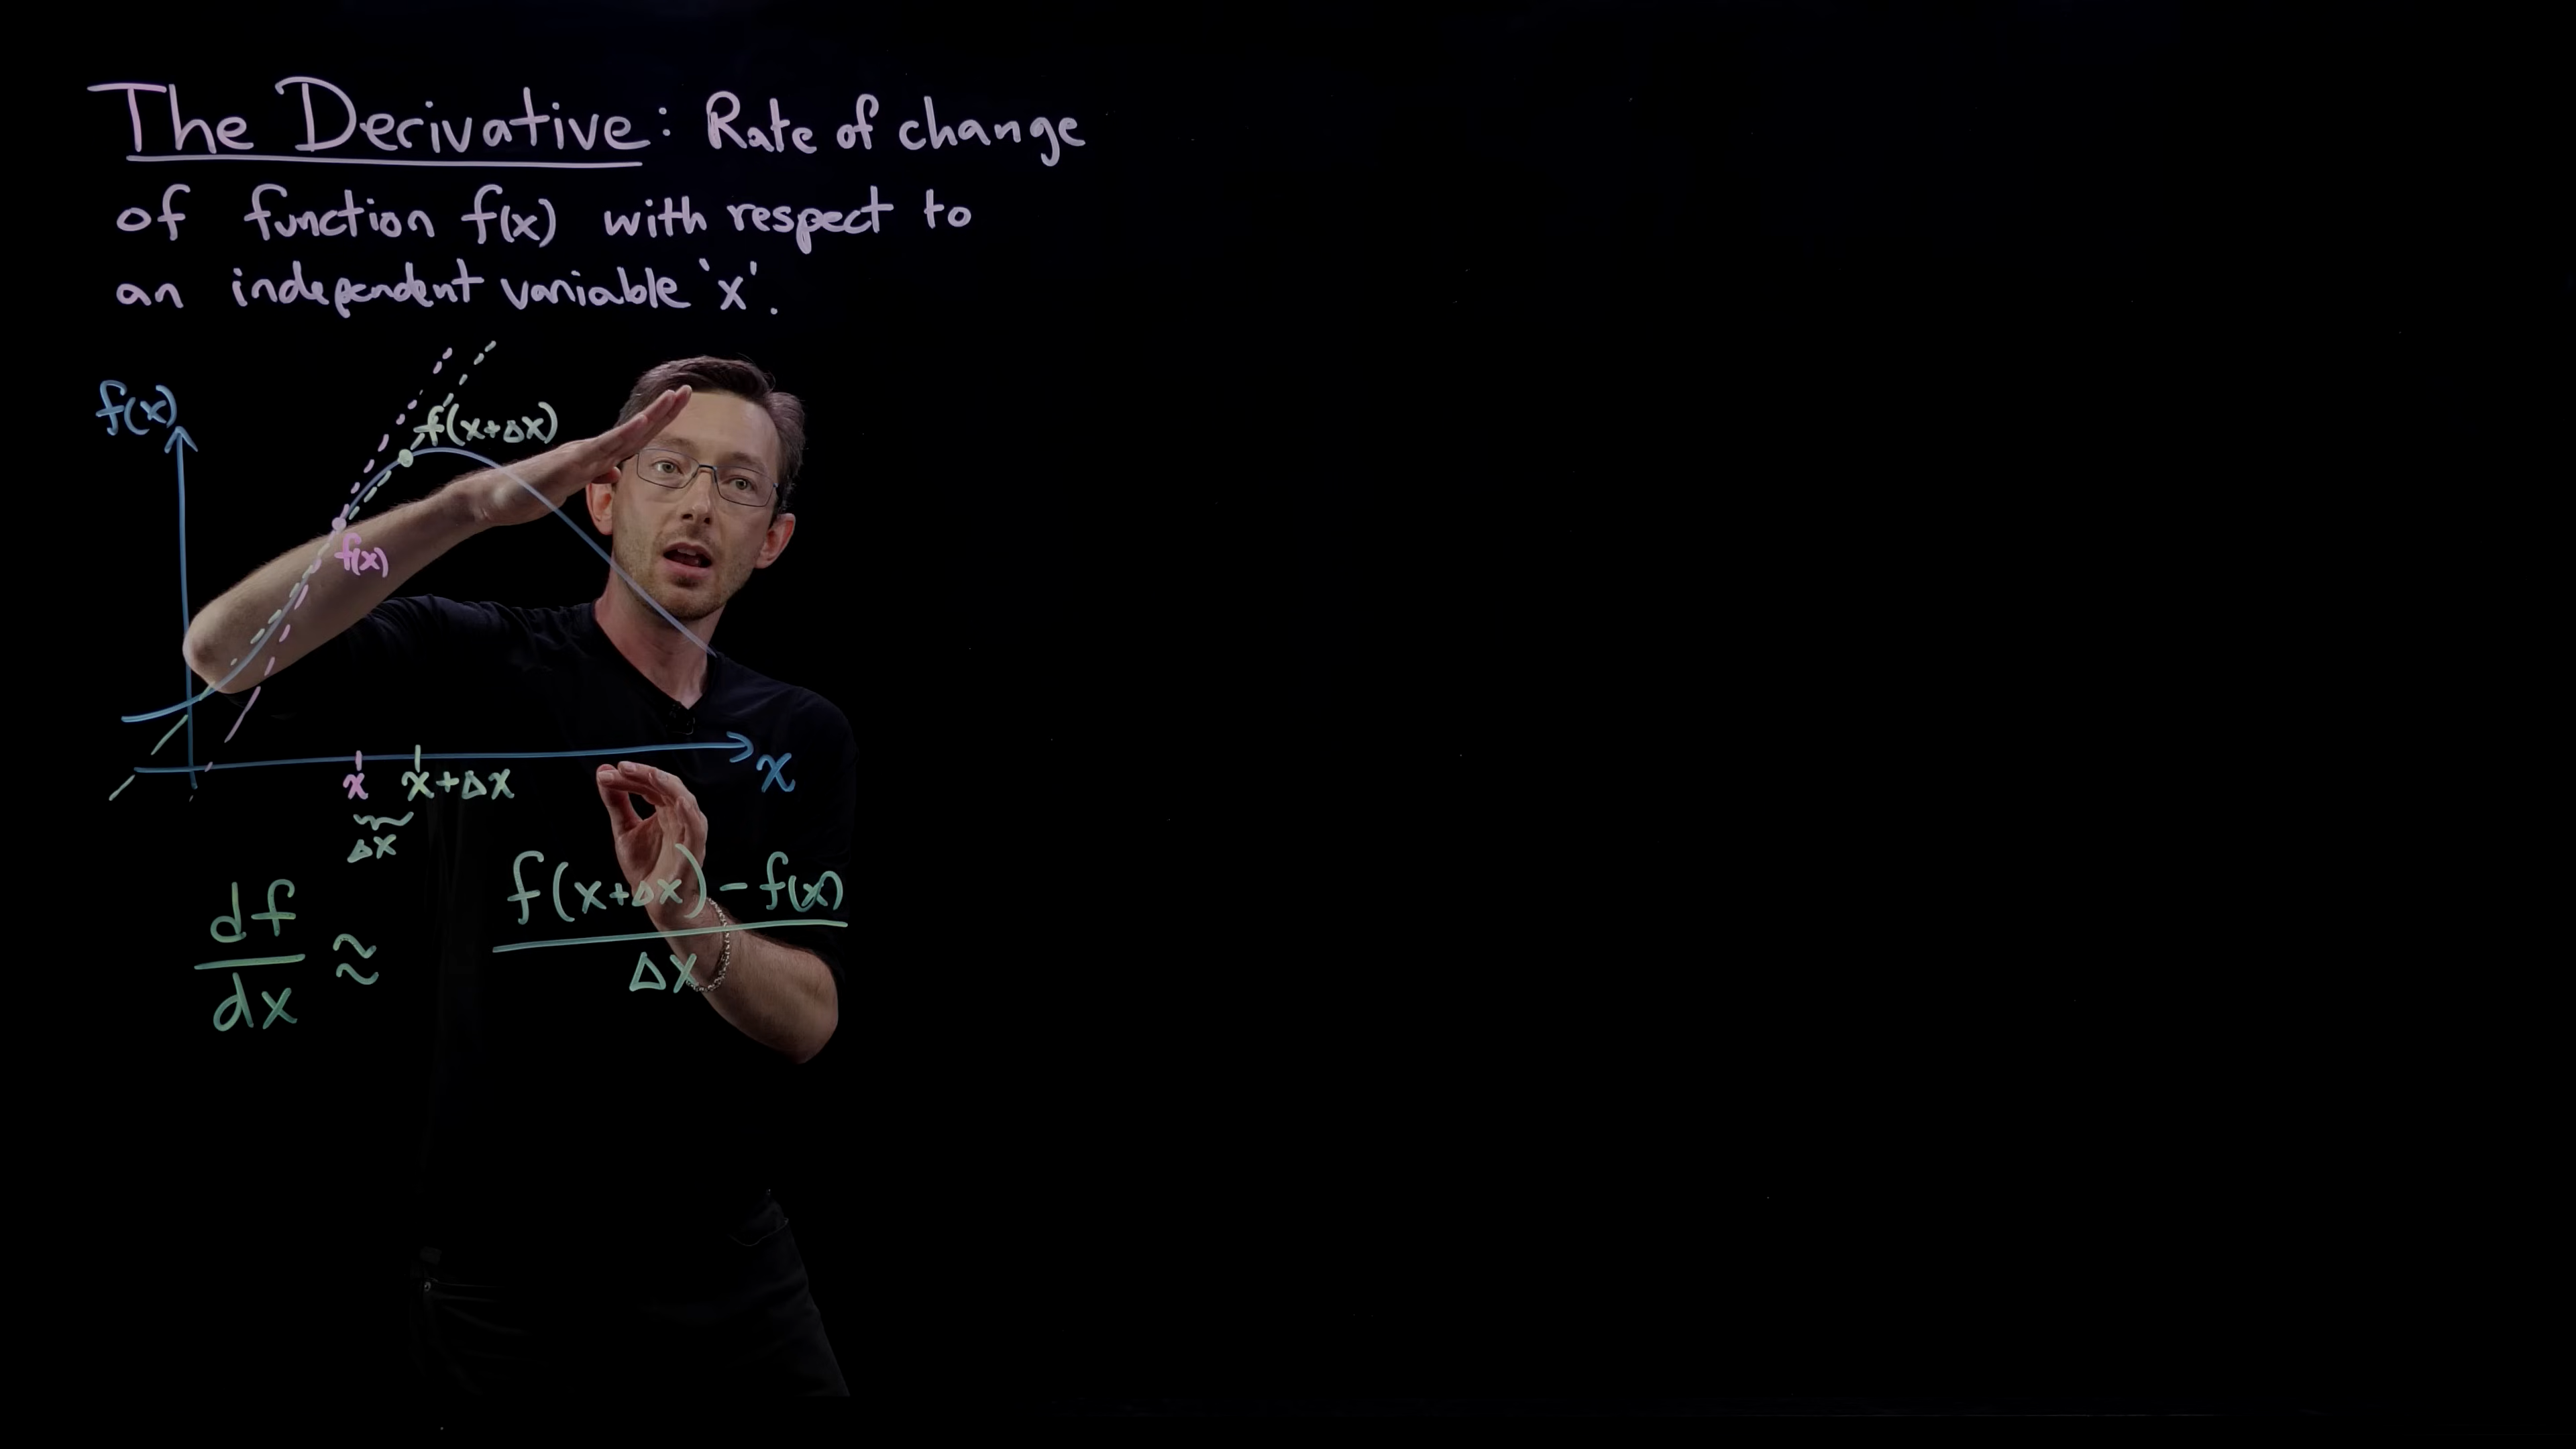 The Derivative: Rate of change
of function f(x) with respect to
an independent variable 'x'.
f(x)
f(x+Δx)
f(x)
x
x+Δx
x
Δx
df/dx ≈ (f(x+Δx) - f(x))/Δx